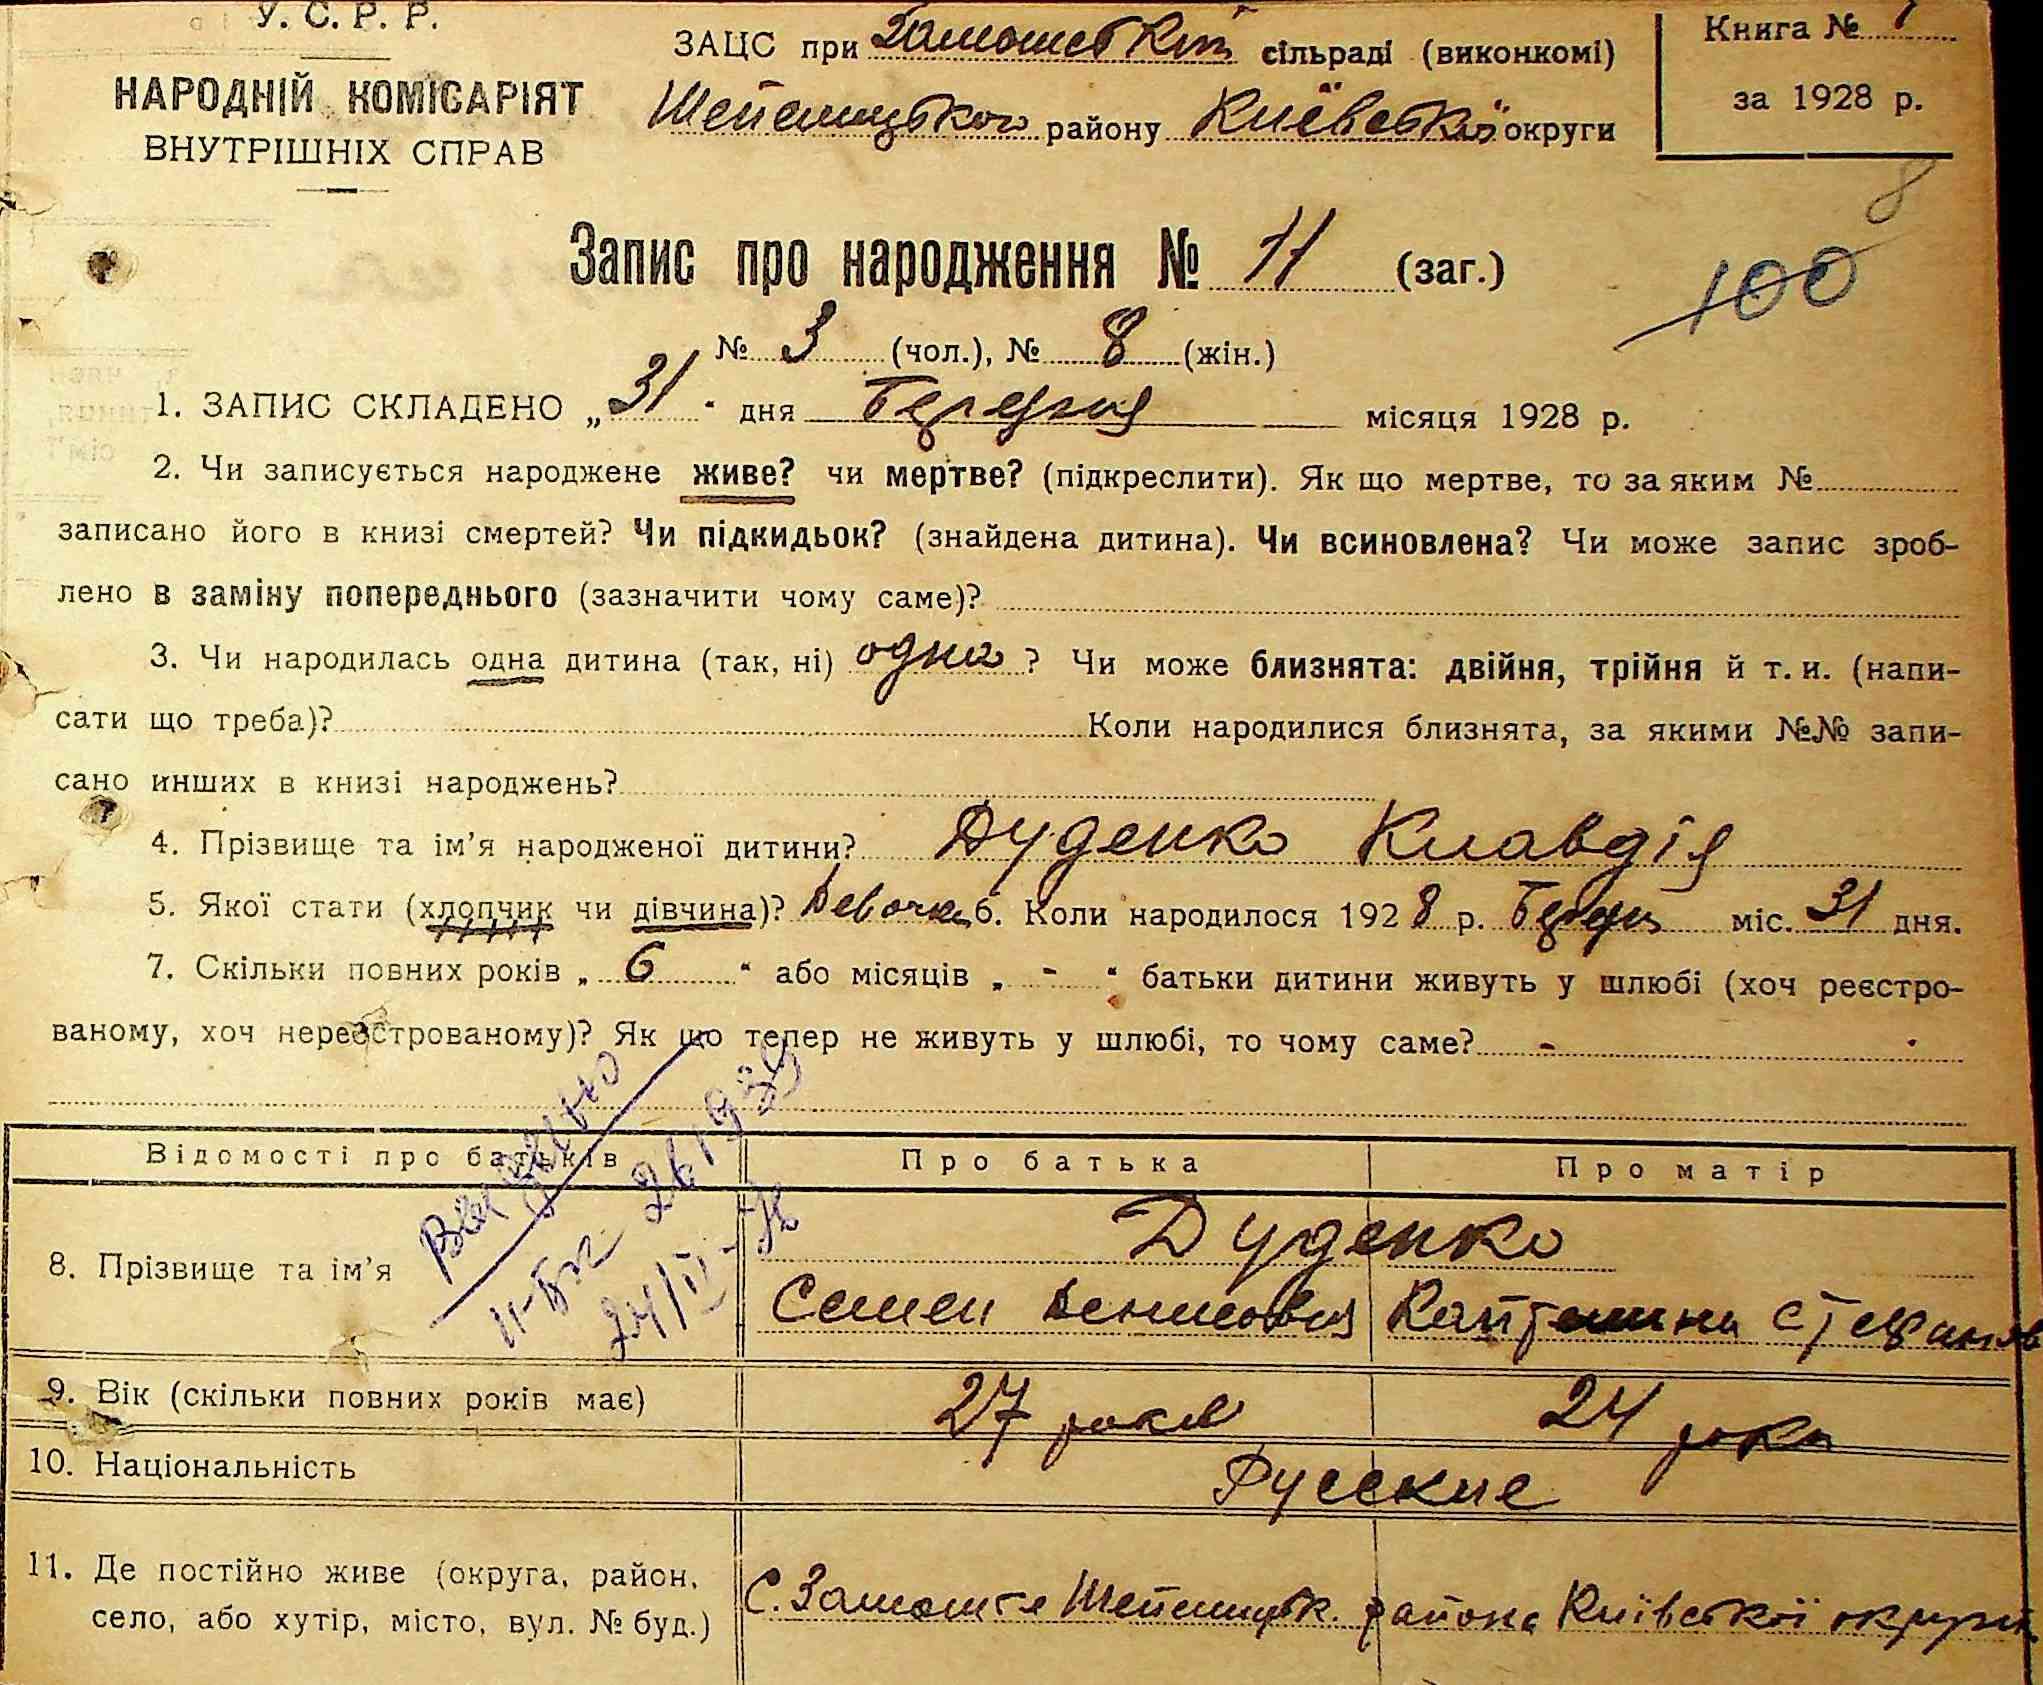 У. С. Р. Р.
НАРОДНІЙ КОМІСАРІЯТ
ВНУТРІШНІХ СПРАВ
ЗАЦС при Замошській сільраді (виконкомі)
Шепелицького району Київської округи
Книга № 1
за 1928 р.
8
100
Запис про народження № 11 (заг.)
№ 3 (чол.), № 8 (жін.)
1. ЗАПИС СКЛАДЕНО „31“ дня Березня місяця 1928 р.
2. Чи записується народжене живе? чи мертве? (підкреслити). Як що мертве, то за яким №
записано його в книзі смертей? Чи підкидьок? (знайдена дитина). Чи всиновлена? Чи може запис зроб-
лено в заміну попереднього (зазначити чому саме)?
3. Чи народилась одна дитина (так, ні) одна? Чи може близнята: двійня, трійня й т. и. (напи-
сати що треба)? Коли народилися близнята, за якими №№ запи-
сано инших в книзі народжень?
4. Прізвище та ім’я народженої дитини? Дуденко Клавдія
5. Якої стати (хлопчик чи дівчина)? Девочка 6. Коли народилося 1928 р. міс. 31 дня.
7. Скільки повних років „6“ або місяців „-“ батьки дитини живуть у шлюбі (хоч реєстро-
ваному, хоч нереєстрованому)? Як що тепер не живуть у шлюбі, то чому саме? -
Відомості про батьків Про батька Про матір
8. Прізвище та ім’я Дуденко
Семен Денисович
9. Вік (скільки повних років має) 27 років 24 роки
10. Національність Русские
11. Де постійно живе (округа, район,
село, або хутір, місто, вул. № буд.)
С. Замошня Шепелицьк. района Київської округи